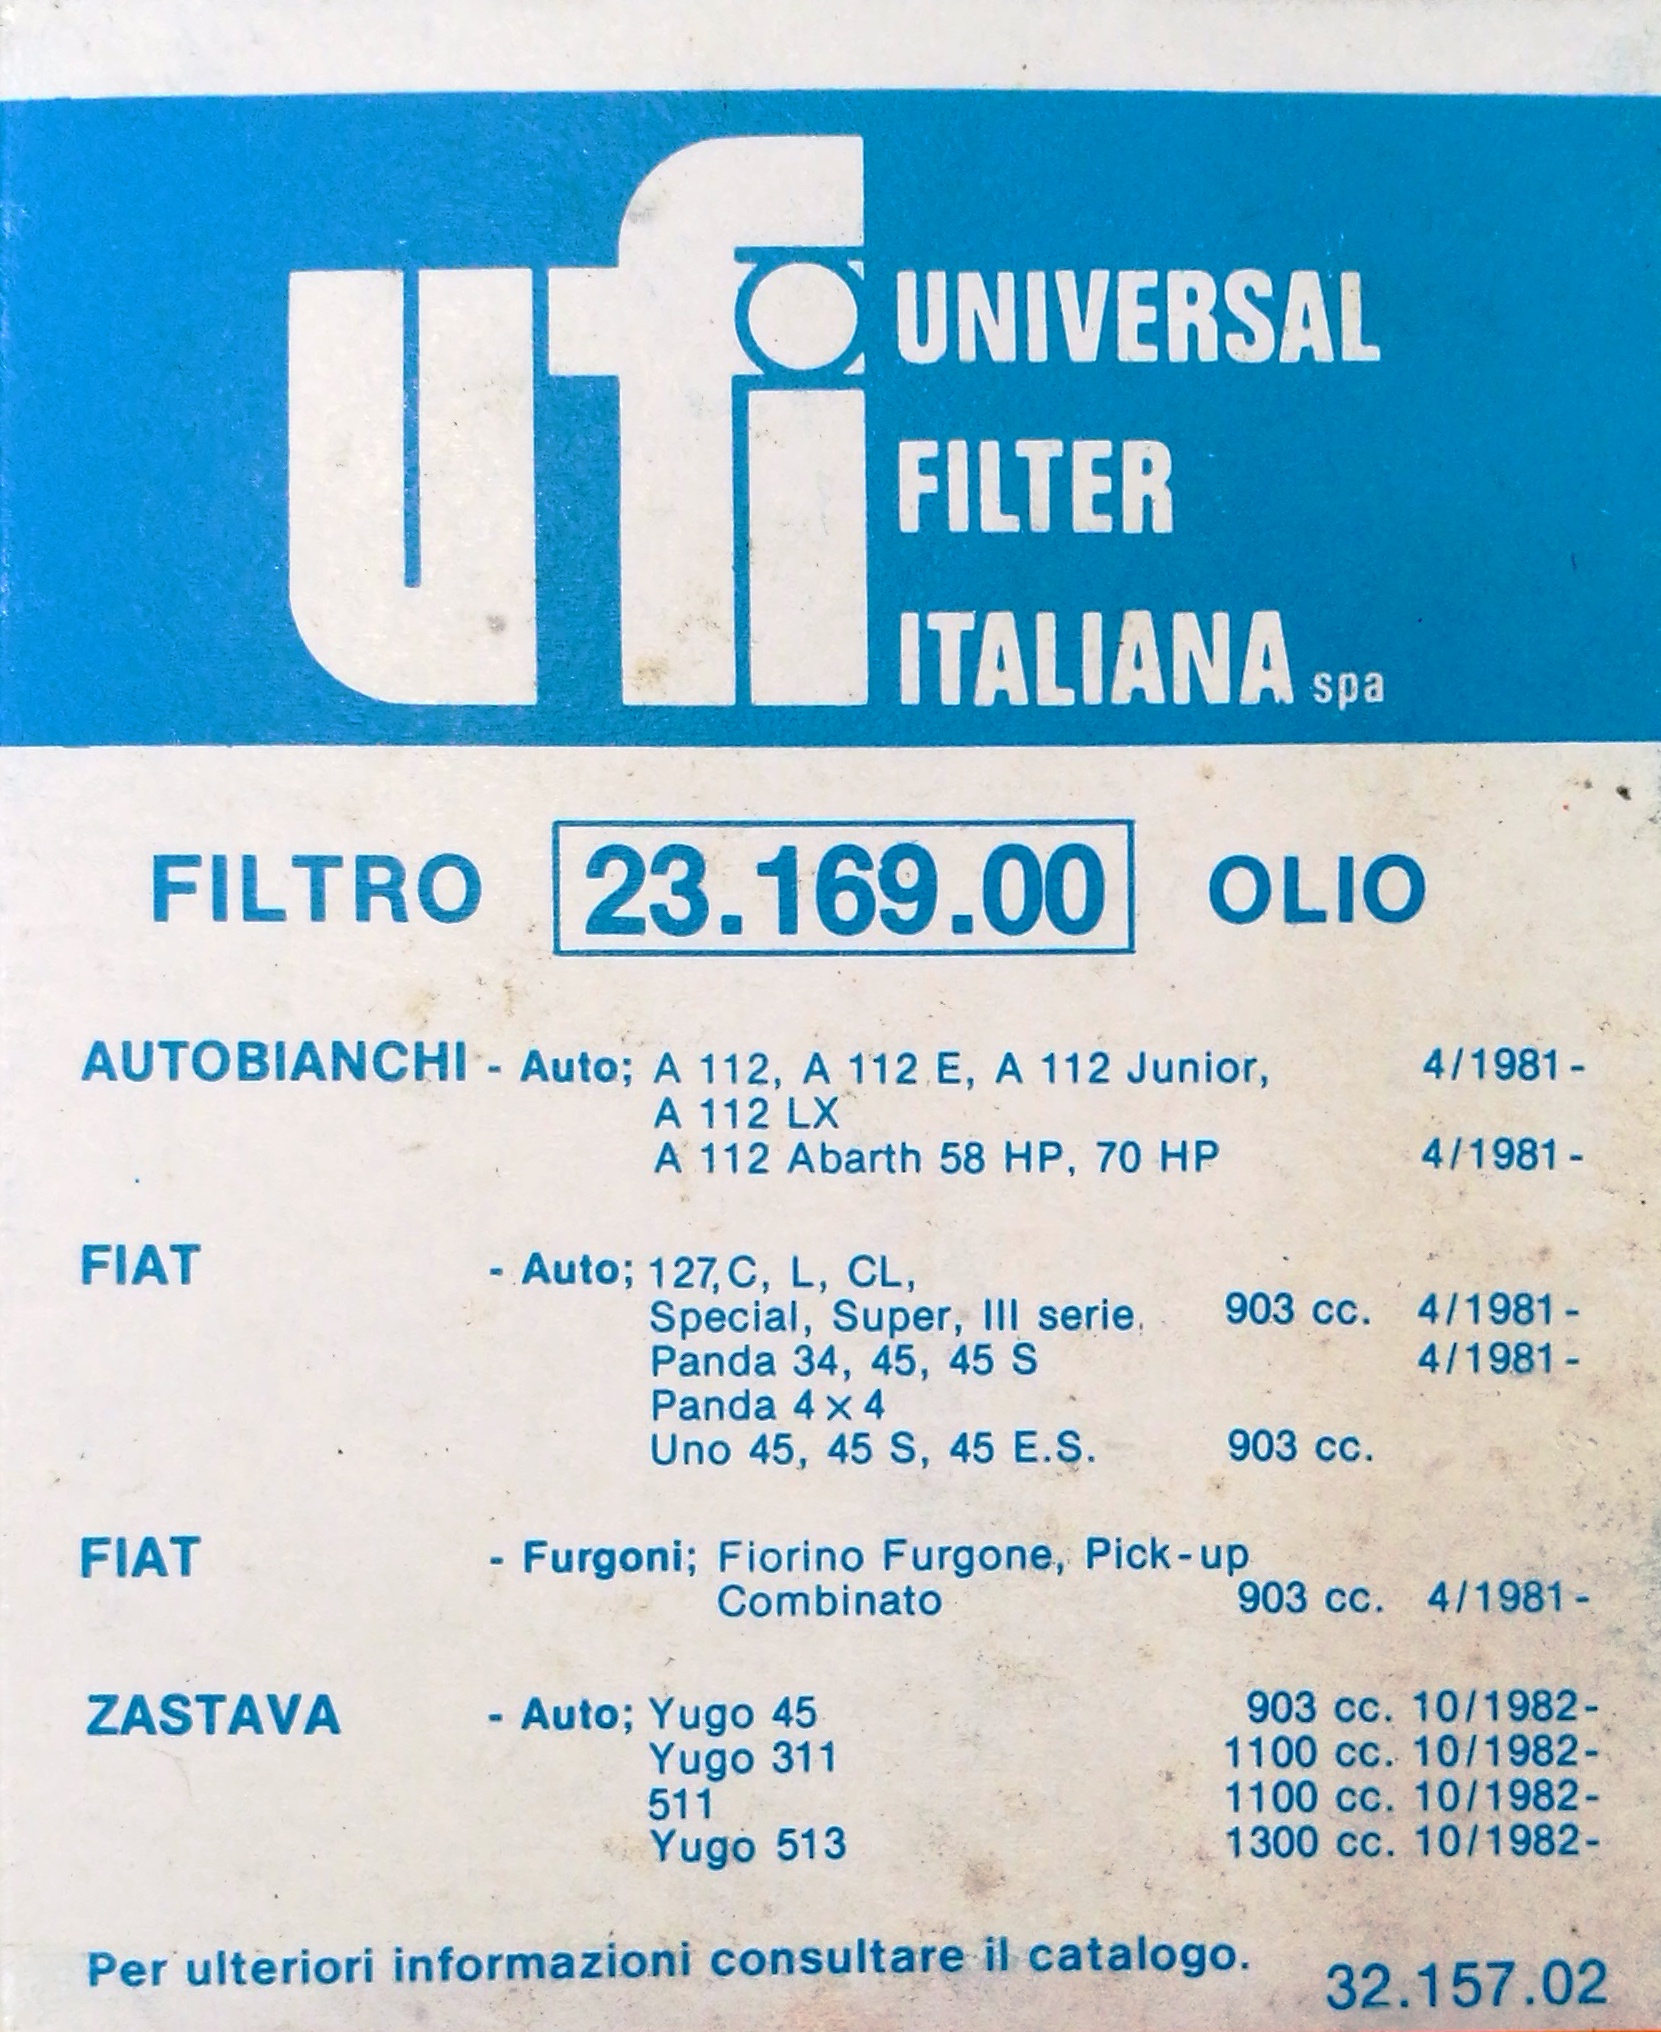 ufi
UNIVERSAL
FILTER
ITALIANA spa
FILTRO 23.169.00 OLIO
AUTOBIANCHI - Auto; A 112, A 112 E, A 112 Junior, 4/1981-
A 112 LX
A 112 Abarth 58 HP, 70 HP 4/1981-
FIAT - Auto; 127, C, L, CL,
Special, Super, III serie 903 cc. 4/1981-
Panda 34, 45, 45 S 4/1981-
Panda 4x4
Uno 45, 45 S, 45 E.S. 903 cc.
FIAT - Furgoni; Fiorino Furgone, Pick-up
Combinato 903 cc. 4/1981-
ZASTAVA - Auto; Yugo 45 903 cc. 10/1982-
Yugo 311 1100 cc. 10/1982-
511 1100 cc. 10/1982-
Yugo 513 1300 cc. 10/1982-
Per ulteriori informazioni consultare il catalogo.
32.157.02